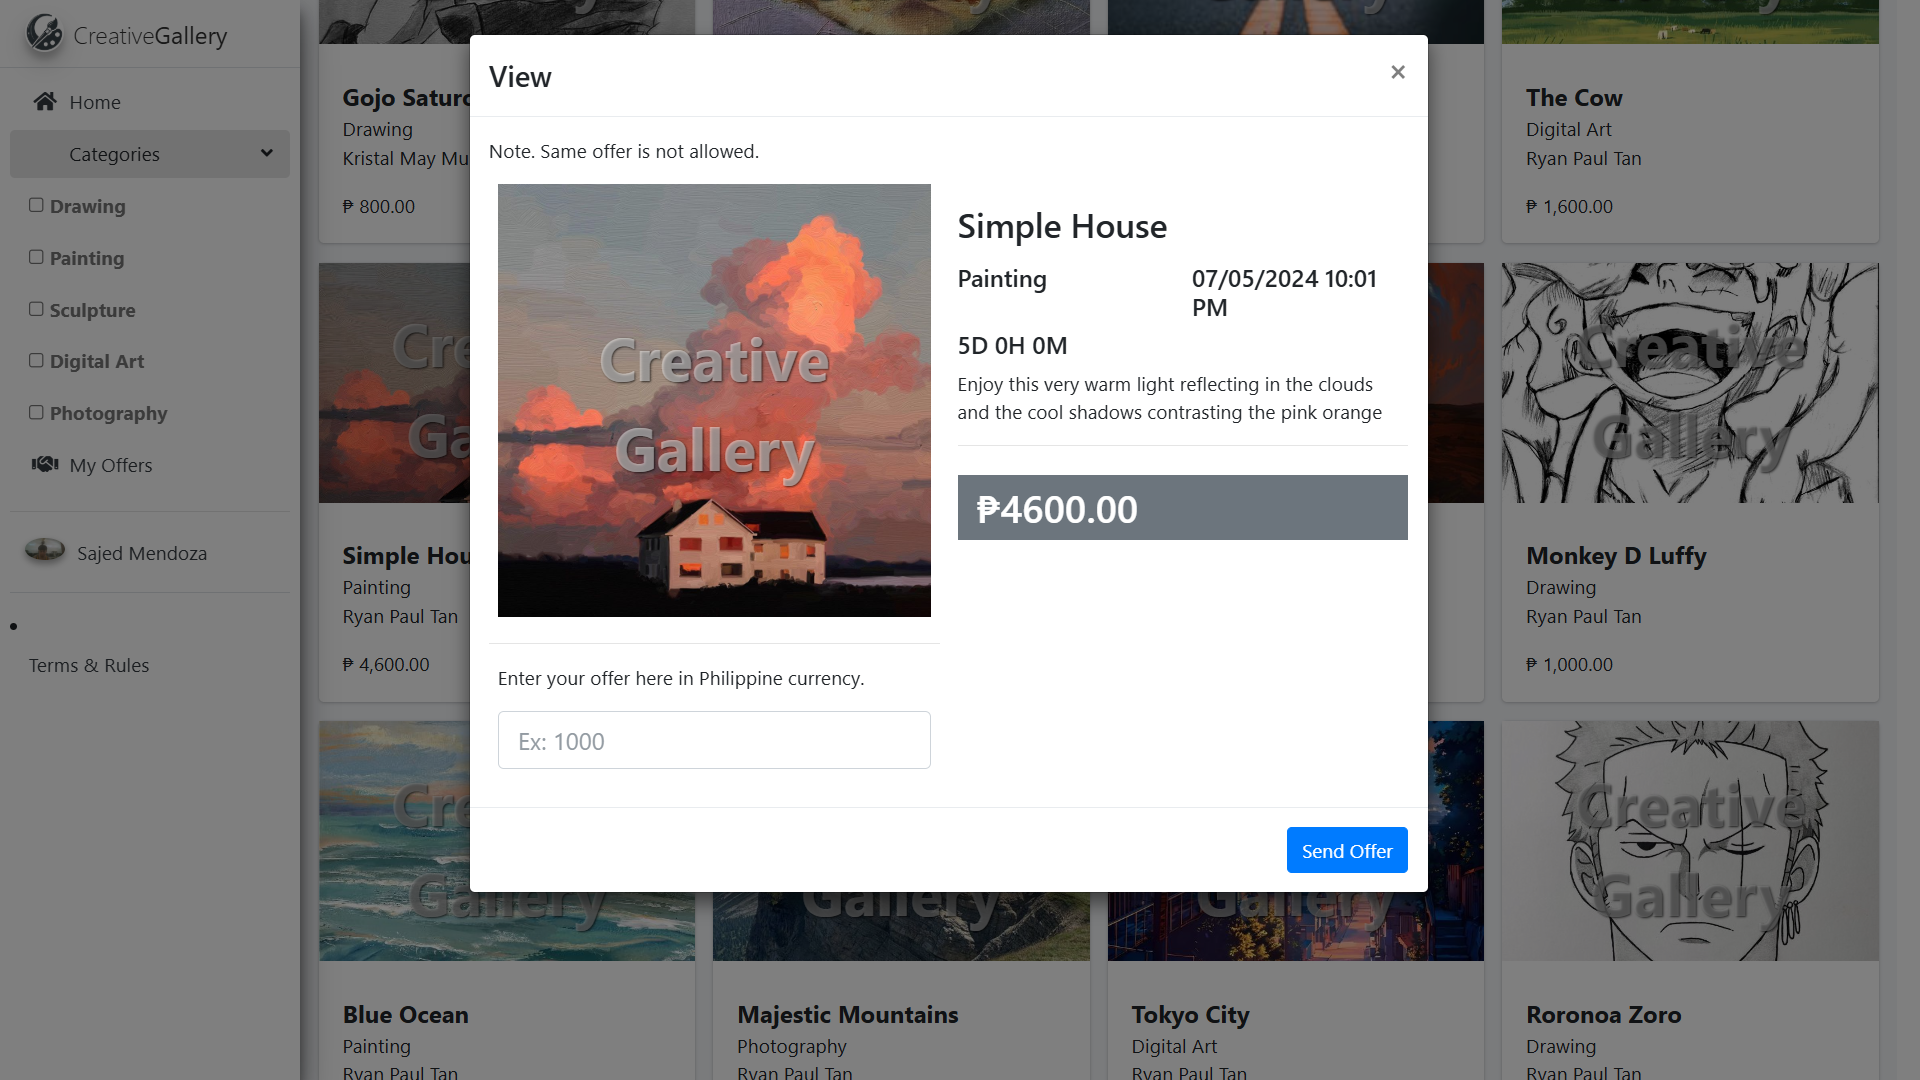 CreativeGallery
Home
Categories
Drawing
Painting
Sculpture
Digital Art
Photography
My Offers
Sajed Mendoza
Terms & Rules
View
×
Note. Same offer is not allowed.
Creative
Gallery
Simple House
Painting
07/05/2024 10:01
PM
5D 0H 0M
Enjoy this very warm light reflecting in the clouds
and the cool shadows contrasting the pink orange
₱4600.00
Enter your offer here in Philippine currency.
Ex: 1000
Send Offer
Drawing
Kristal May Mu
₱ 800.00
The Cow
Digital Art
Ryan Paul Tan
₱ 1,600.00
Simple Hou
Painting
Ryan Paul Tan
₱ 4,600.00
Creative
Gallery
Monkey D Luffy
Drawing
Ryan Paul Tan
₱ 1,000.00
Gallery
Blue Ocean
Painting
Ryan Paul Tan
Gallery
Majestic Mountains
Photography
Ryan Paul Tan
Gallery
Tokyo City
Digital Art
Ryan Paul Tan
Creative
Gallery
Roronoa Zoro
Drawing
Ryan Paul Tan